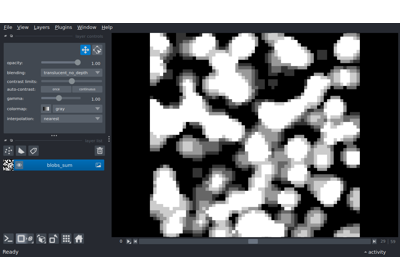 File View Layers Plugins Window Help
opacity: 1.00
blending: translucent_no_depth
contrast limits:
auto-contrast: once continuous
gamma: 1.00
colormap: gray
interpolation: nearest
blobs_sum
Ready
activity